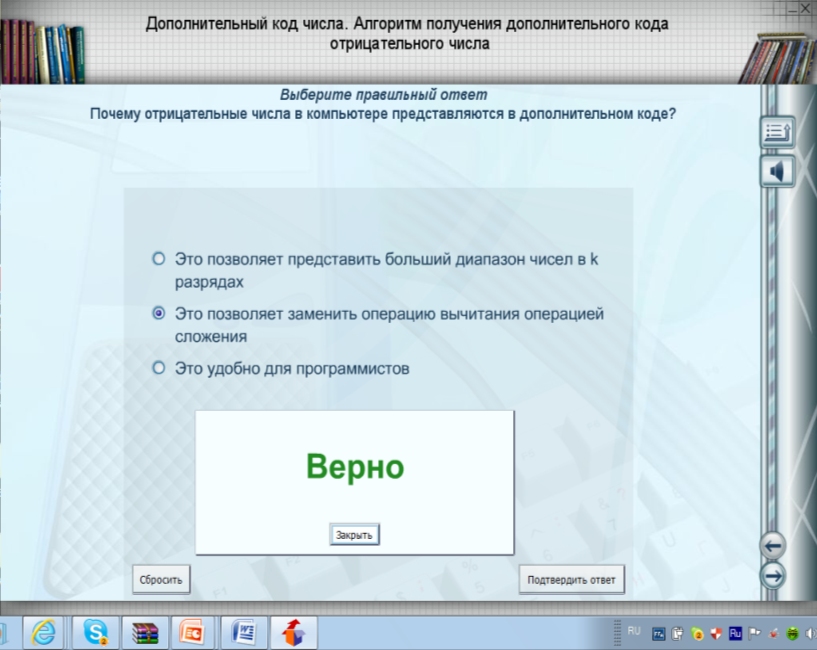 Дополнительный код числа. Алгоритм получения дополнительного кода
отрицательного числа
Выберите правильный ответ
Почему отрицательные числа в компьютере представляются в дополнительном коде?
Это позволяет представить больший диапазон чисел в k
разрядах
Это позволяет заменить операцию вычитания операцией
сложения
Это удобно для программистов
Верно
Закрыть
Сбросить
Подтвердить ответ
RU